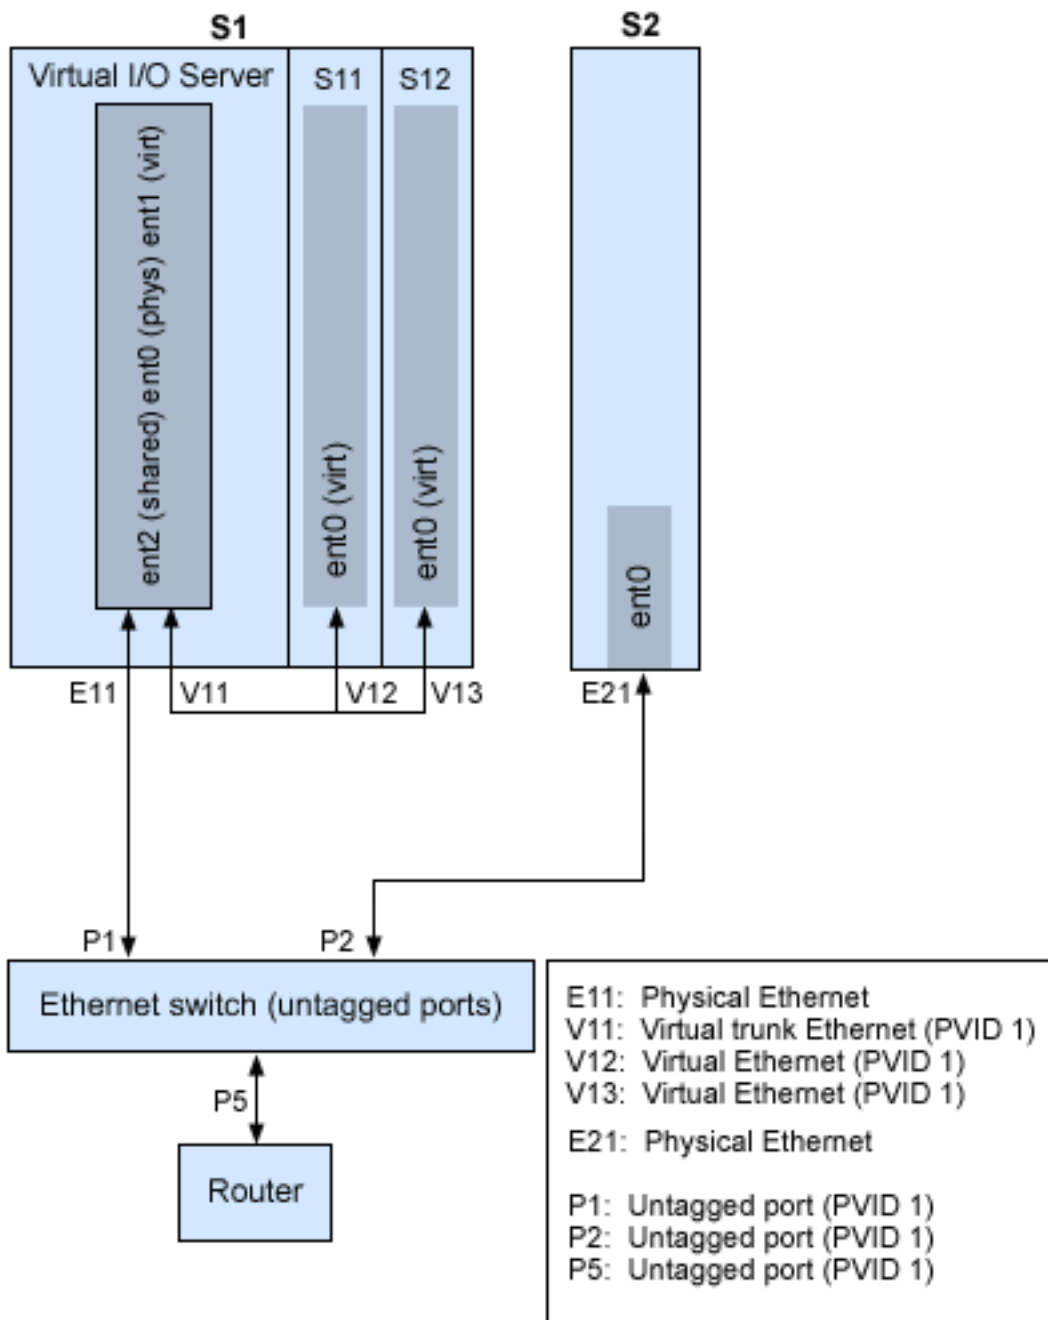 S1
S2
Virtual I/O Server
S11
S12
ent2 (shared) ent0 (phys) ent1 (virt)
ent0 (virt)
ent0 (virt)
ent0
E11
V11
V12
V13
E21
P1
P2
Ethernet switch (untagged ports)
P5
Router
E11: Physical Ethernet
V11: Virtual trunk Ethernet (PVID 1)
V12: Virtual Ethernet (PVID 1)
V13: Virtual Ethernet (PVID 1)
E21: Physical Ethernet
P1: Untagged port (PVID 1)
P2: Untagged port (PVID 1)
P5: Untagged port (PVID 1)